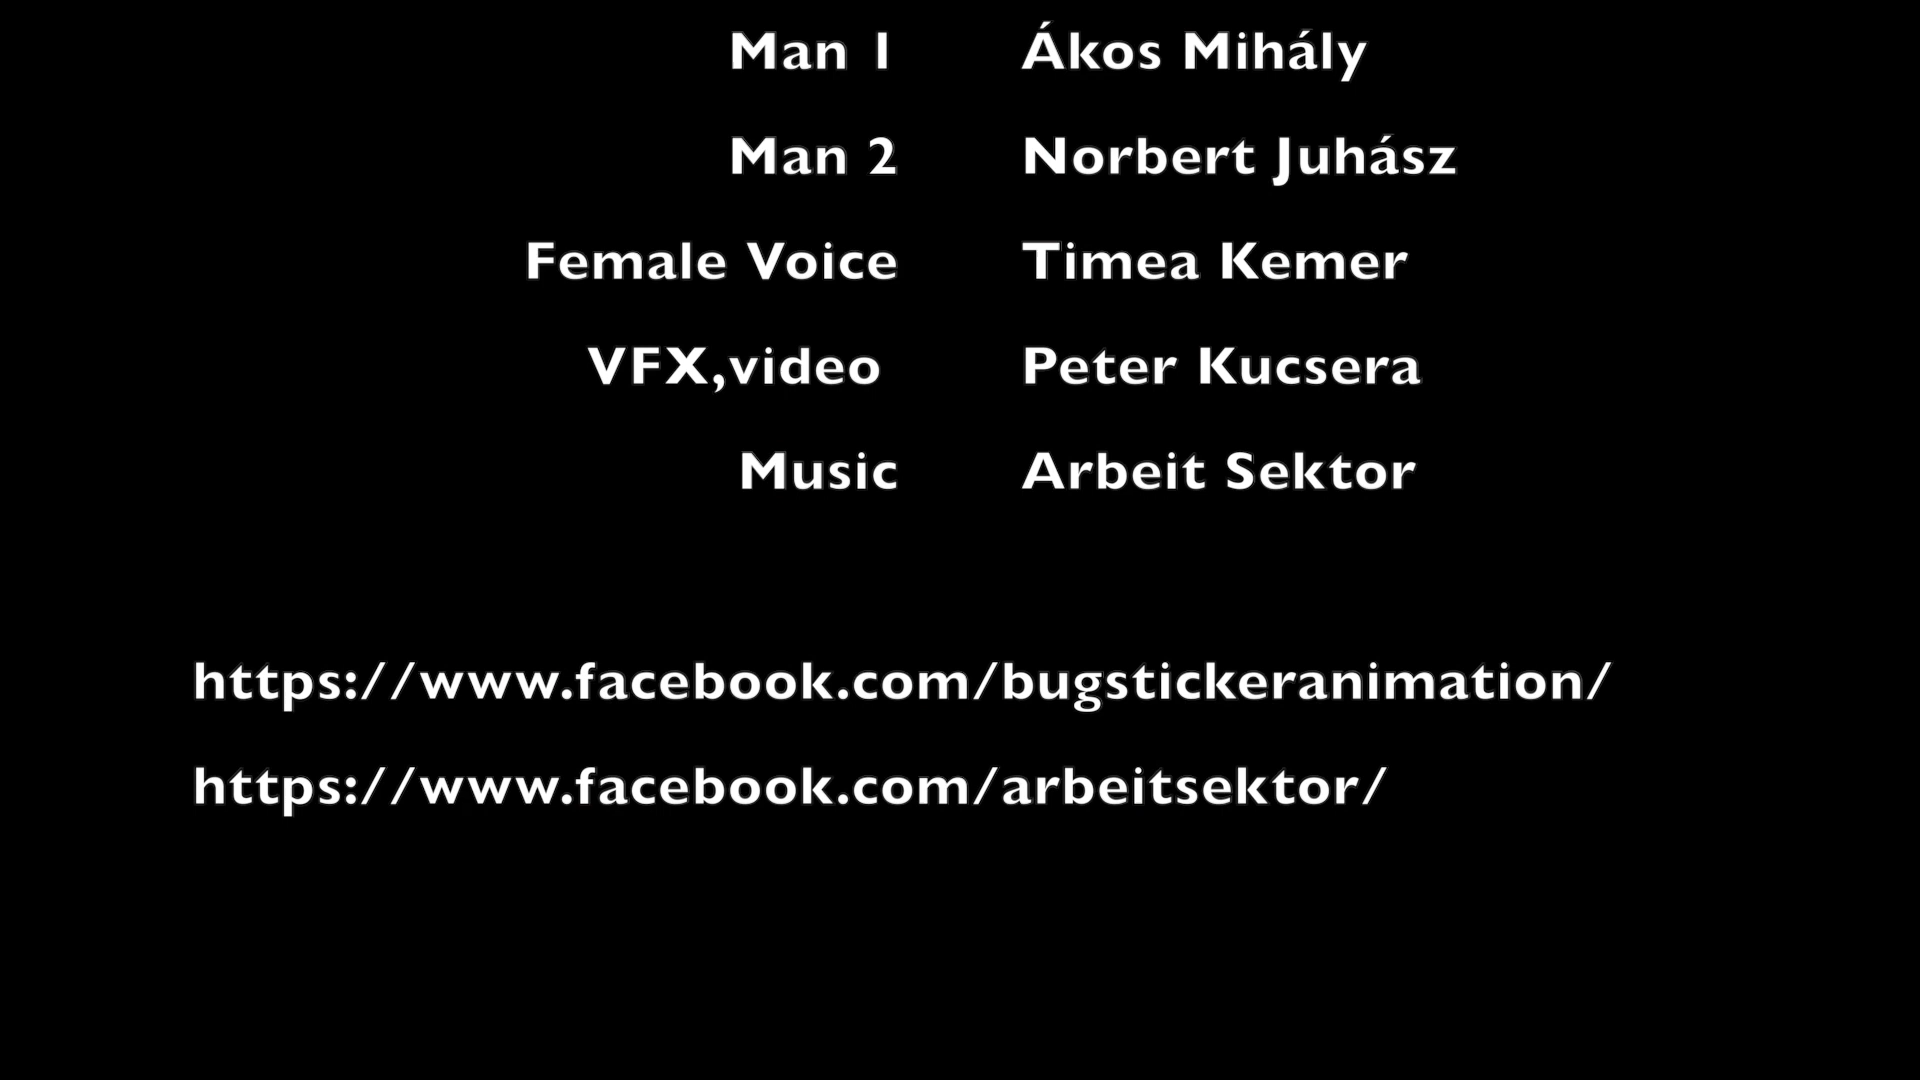 Man 1 Ákos Mihály
Man 2 Norbert Juhász
Female Voice Timea Kemer
VFX,video Peter Kucsera
Music Arbeit Sektor
https://www.facebook.com/bugstickeranimation/
https://www.facebook.com/arbeitsektor/